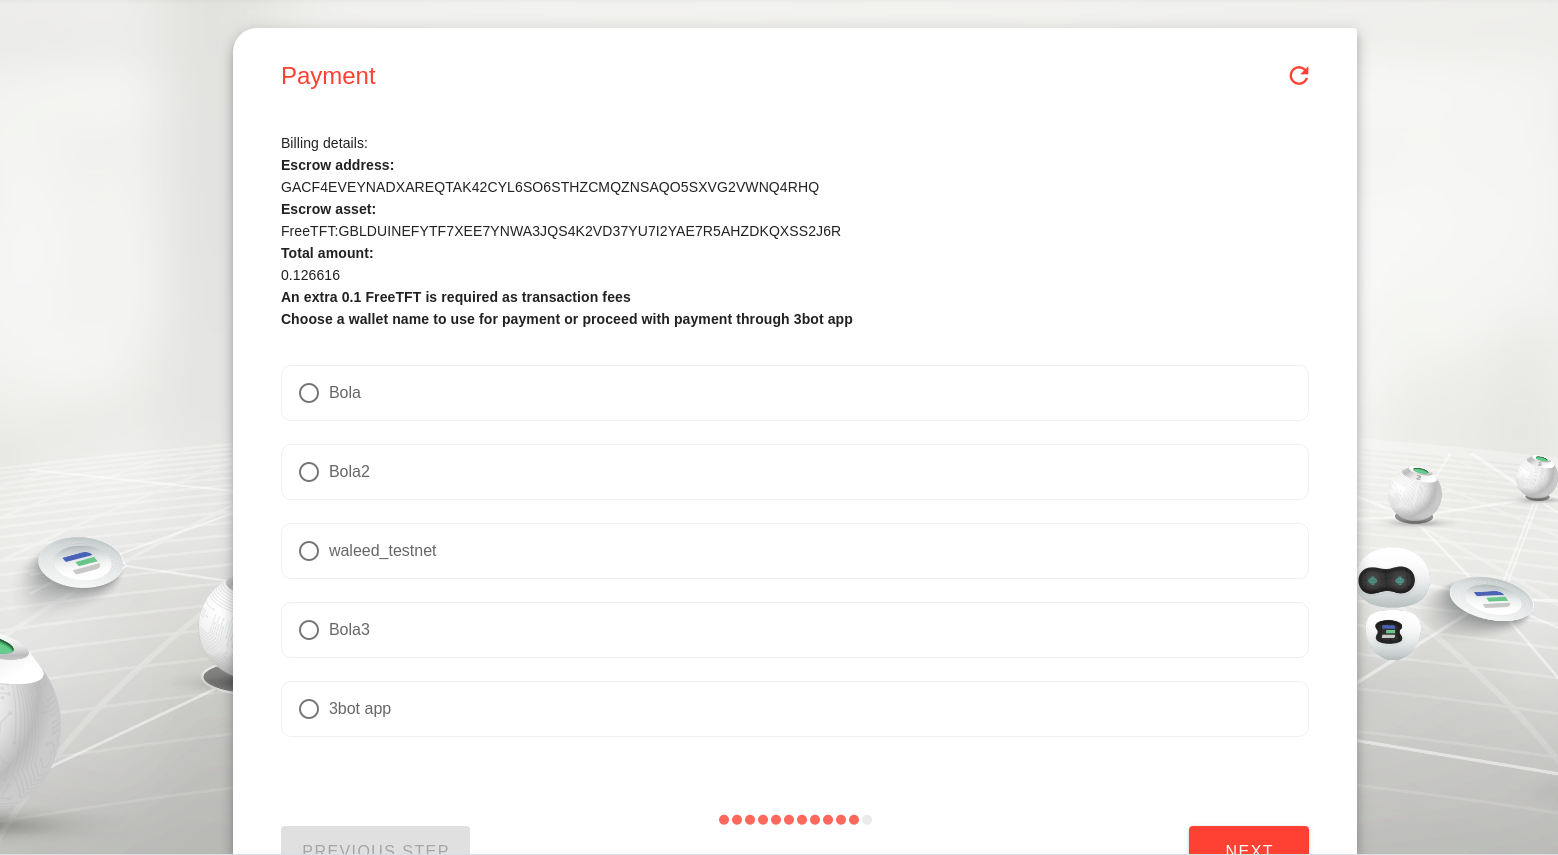 Payment
Billing details:
Escrow address:
GACF4EVEYNADXAREQTAK42CYL6SO6STHZCMQZNSAQO5SXVG2VWNQ4RHQ
Escrow asset:
FreeTFT:GBLDUINEFYTF7XEE7YNWA3JQS4K2VD37YU7I2YAE7R5AHZDKQXSS2J6R
Total amount:
0.126616
An extra 0.1 FreeTFT is required as transaction fees
Choose a wallet name to use for payment or proceed with payment through 3bot app
Bola
Bola2
waleed_testnet
Bola3
3bot app
PREVIOUS STEP
NEXT